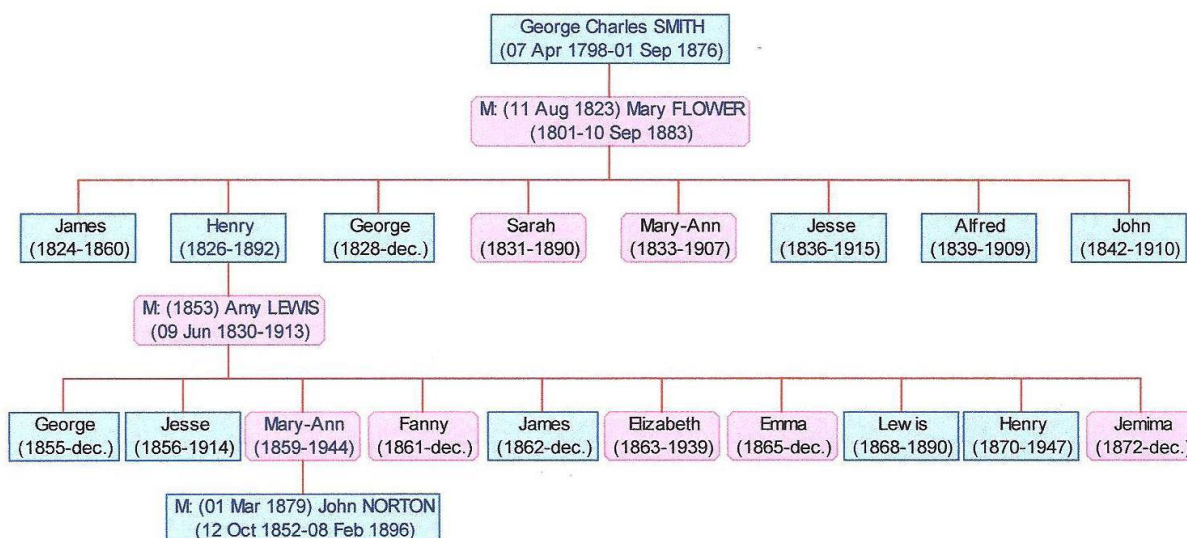 George Charles SMITH
(07 Apr 1798-01 Sep 1876)
M: (11 Aug 1823) Mary FLOWER
(1801-10 Sep 1883)
James
(1824-1860)
Henry
(1826-1892)
George
(1828-dec.)
Sarah
(1831-1890)
Mary-Ann
(1833-1907)
Jesse
(1836-1915)
Alfred
(1839-1909)
John
(1842-1910)
M: (1853) Amy LEWIS
(09 Jun 1830-1913)
George
(1855-dec.)
Jesse
(1856-1914)
Mary-Ann
(1859-1944)
Fanny
(1861-dec.)
James
(1862-dec.)
Elizabeth
(1863-1939)
Emma
(1865-dec.)
Lewis
(1868-1890)
Henry
(1870-1947)
Jemima
(1872-dec.)
M: (01 Mar 1879) John NORTON
(12 Oct 1852-08 Feb 1896)